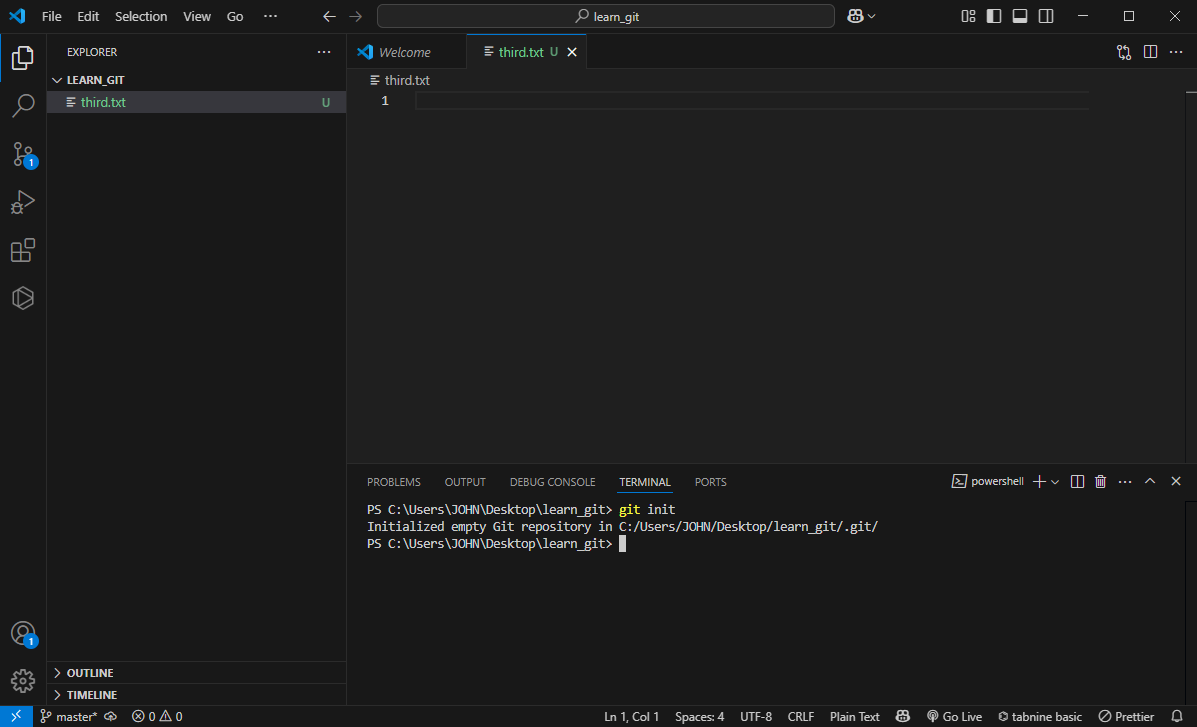 File Edit Selection View Go ··· learn_git
EXPLORER ···
LEARN_GIT
third.txt U
1
1
OUTLINE
TIMELINE
Welcome third.txt U
third.txt
1
PROBLEMS OUTPUT DEBUG CONSOLE TERMINAL PORTS powershell
PS C:\Users\JOHN\Desktop\learn_git> git init
Initialized empty Git repository in C:/Users/JOHN/Desktop/learn_git/.git/
PS C:\Users\JOHN\Desktop\learn_git>
master* 0 0 Ln 1, Col 1 Spaces: 4 UTF-8 CRLF Plain Text Go Live tabnine basic Prettier